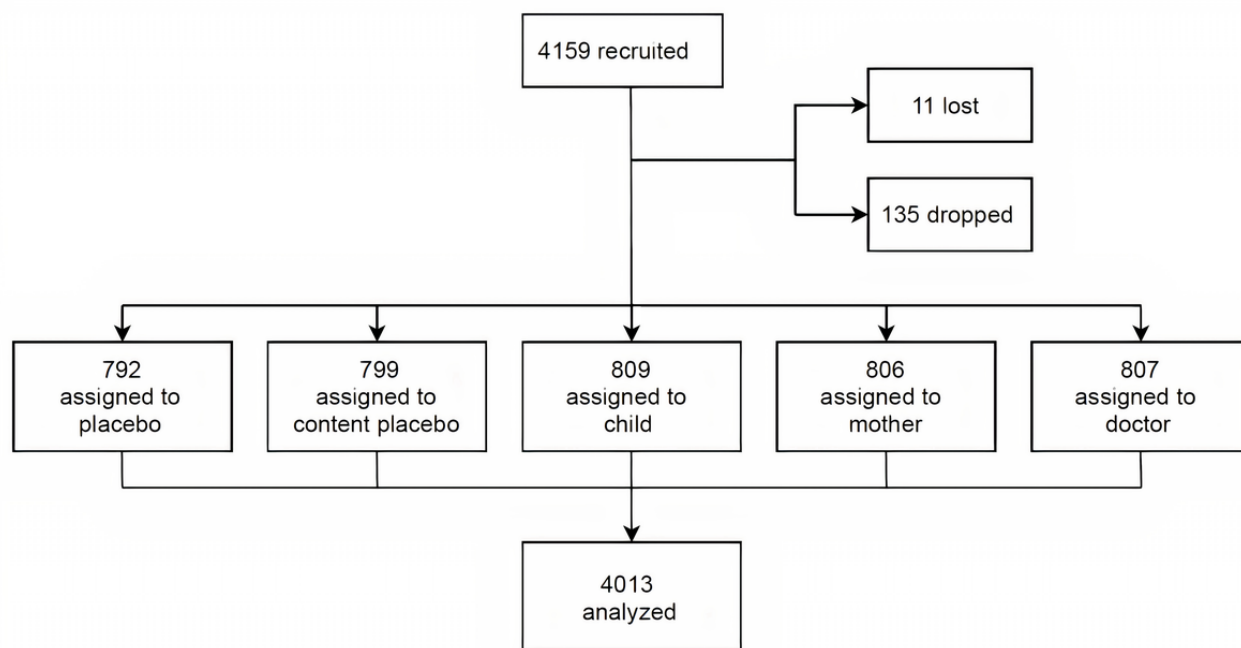 4159 recruited
11 lost
135 dropped
792
assigned to
placebo
799
assigned to
content placebo
809
assigned to
child
806
assigned to
mother
807
assigned to
doctor
4013
analyzed